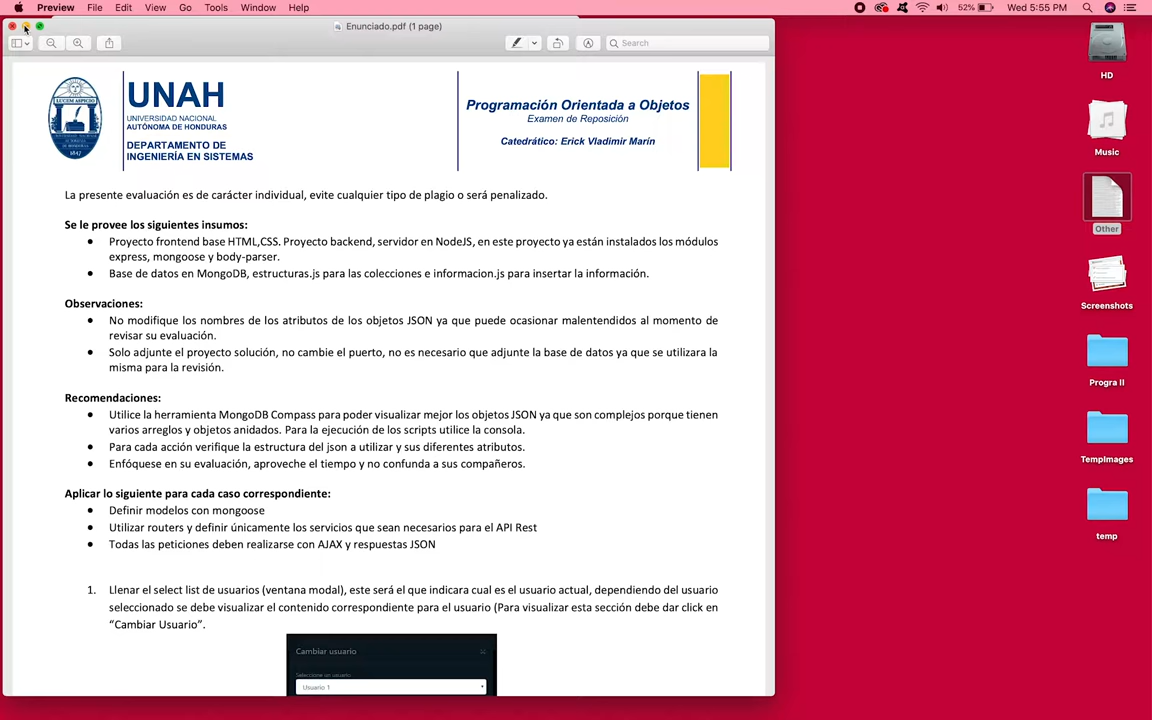 Preview File Edit View Go Tools Window Help 52% Wed 5:55 PM
Enunciado.pdf (1 page)
Search
UNAH
UNIVERSIDAD NACIONAL
AUTÓNOMA DE HONDURAS
DEPARTAMENTO DE
INGENIERÍA EN SISTEMAS
LUCEM ASPICIO
1847
Programación Orientada a Objetos
Examen de Reposición
Catedrático: Erick Vladimir Marín
La presente evaluación es de carácter individual, evite cualquier tipo de plagio o será penalizado.
Se le provee los siguientes insumos:
● Proyecto frontend base HTML,CSS. Proyecto backend, servidor en NodeJS, en este proyecto ya están instalados los módulos
express, mongoose y body-parser.
● Base de datos en MongoDB, estructuras.js para las colecciones e informacion.js para insertar la información.
Observaciones:
● No modifique los nombres de los atributos de los objetos JSON ya que puede ocasionar malentendidos al momento de
revisar su evaluación.
● Solo adjunte el proyecto solución, no cambie el puerto, no es necesario que adjunte la base de datos ya que se utilizara la
misma para la revisión.
Recomendaciones:
● Utilice la herramienta MongoDB Compass para poder visualizar mejor los objetos JSON ya que son complejos porque tienen
varios arreglos y objetos anidados. Para la ejecución de los scripts utilice la consola.
● Para cada acción verifique la estructura del json a utilizar y sus diferentes atributos.
● Enfóquese en su evaluación, aproveche el tiempo y no confunda a sus compañeros.
Aplicar lo siguiente para cada caso correspondiente:
● Definir modelos con mongoose
● Utilizar routers y definir únicamente los servicios que sean necesarios para el API Rest
● Todas las peticiones deben realizarse con AJAX y respuestas JSON
1. Llenar el select list de usuarios (ventana modal), este será el que indicara cual es el usuario actual, dependiendo del usuario
seleccionado se debe visualizar el contenido correspondiente para el usuario (Para visualizar esta sección debe dar click en
“Cambiar Usuario”.
Cambiar usuario
Seleccione un usuario
Usuario 1
HD
Music
Other
Screenshots
Progra II
TempImages
temp